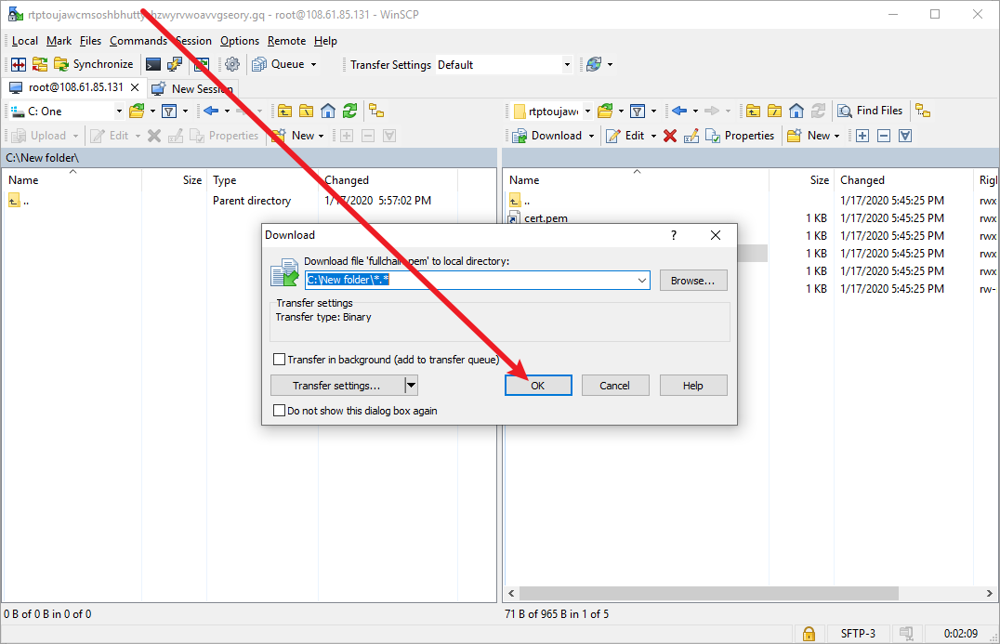 rtptoujawcmsoshbhutty hzwyrvwoavvgseory.gq - root@108.61.85.131 - WinSCP
Local Mark Files Commands Session Options Remote Help
Synchronize Queue Transfer Settings Default
root@108.61.85.131 New Session
C: One rtptoujaw Find Files
Upload Edit Properties New Download Edit Properties New
C:\New folder\
Name Size Type Changed Name Size Changed Righ
.. Parent directory 1/17/2020 5:57:02 PM .. 1/17/2020 5:45:25 PM rwx
cert.pem 1 KB 1/17/2020 5:45:25 PM rwx
1 KB 1/17/2020 5:45:25 PM rwx
1 KB 1/17/2020 5:45:25 PM rwx
1 KB 1/17/2020 5:45:25 PM rwx
1 KB 1/17/2020 5:45:25 PM rw-
Download ?
Download file 'fullchain.pem' to local directory:
C:\New folder\*.* Browse...
Transfer settings
Transfer type: Binary
Transfer in background (add to transfer queue)
Transfer settings... OK Cancel Help
Do not show this dialog box again
0 B of 0 B in 0 of 0 71 B of 965 B in 1 of 5
SFTP-3 0:02:09